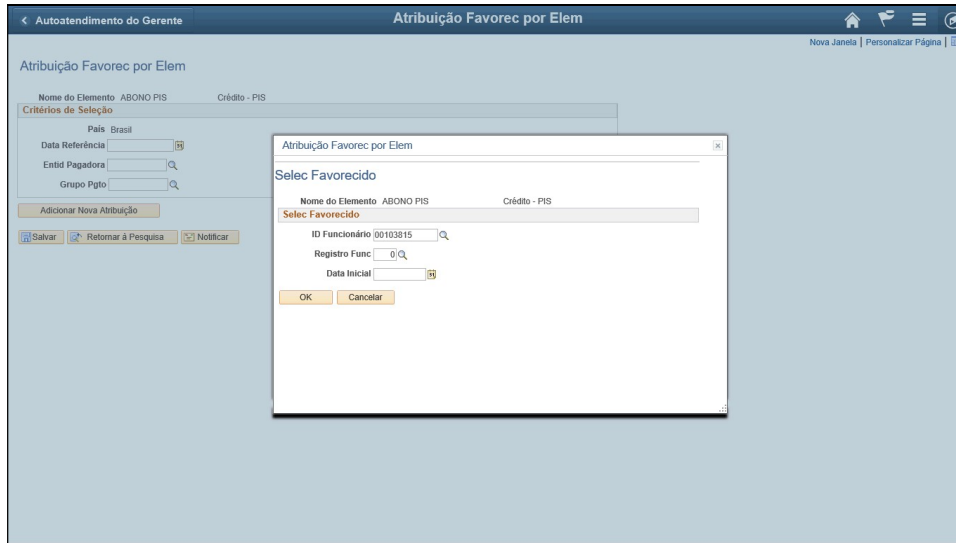 Autoatendimento do Gerente
Atribuição Favorec por Elem
Nova Janela | Personalizar Página |
Atribuição Favorec por Elem
Nome do Elemento ABONO PIS Crédito - PIS
Critérios de Seleção
País Brasil
Data Referência
Entid Pagadora
Grupo Pgto
Adicionar Nova Atribuição
Salvar Retornar à Pesquisa Notificar
Atribuição Favorec por Elem
Selec Favorecido
Nome do Elemento ABONO PIS Crédito - PIS
Selec Favorecido
ID Funcionário 00103815
Registro Func 0
Data Inicial
OK Cancelar